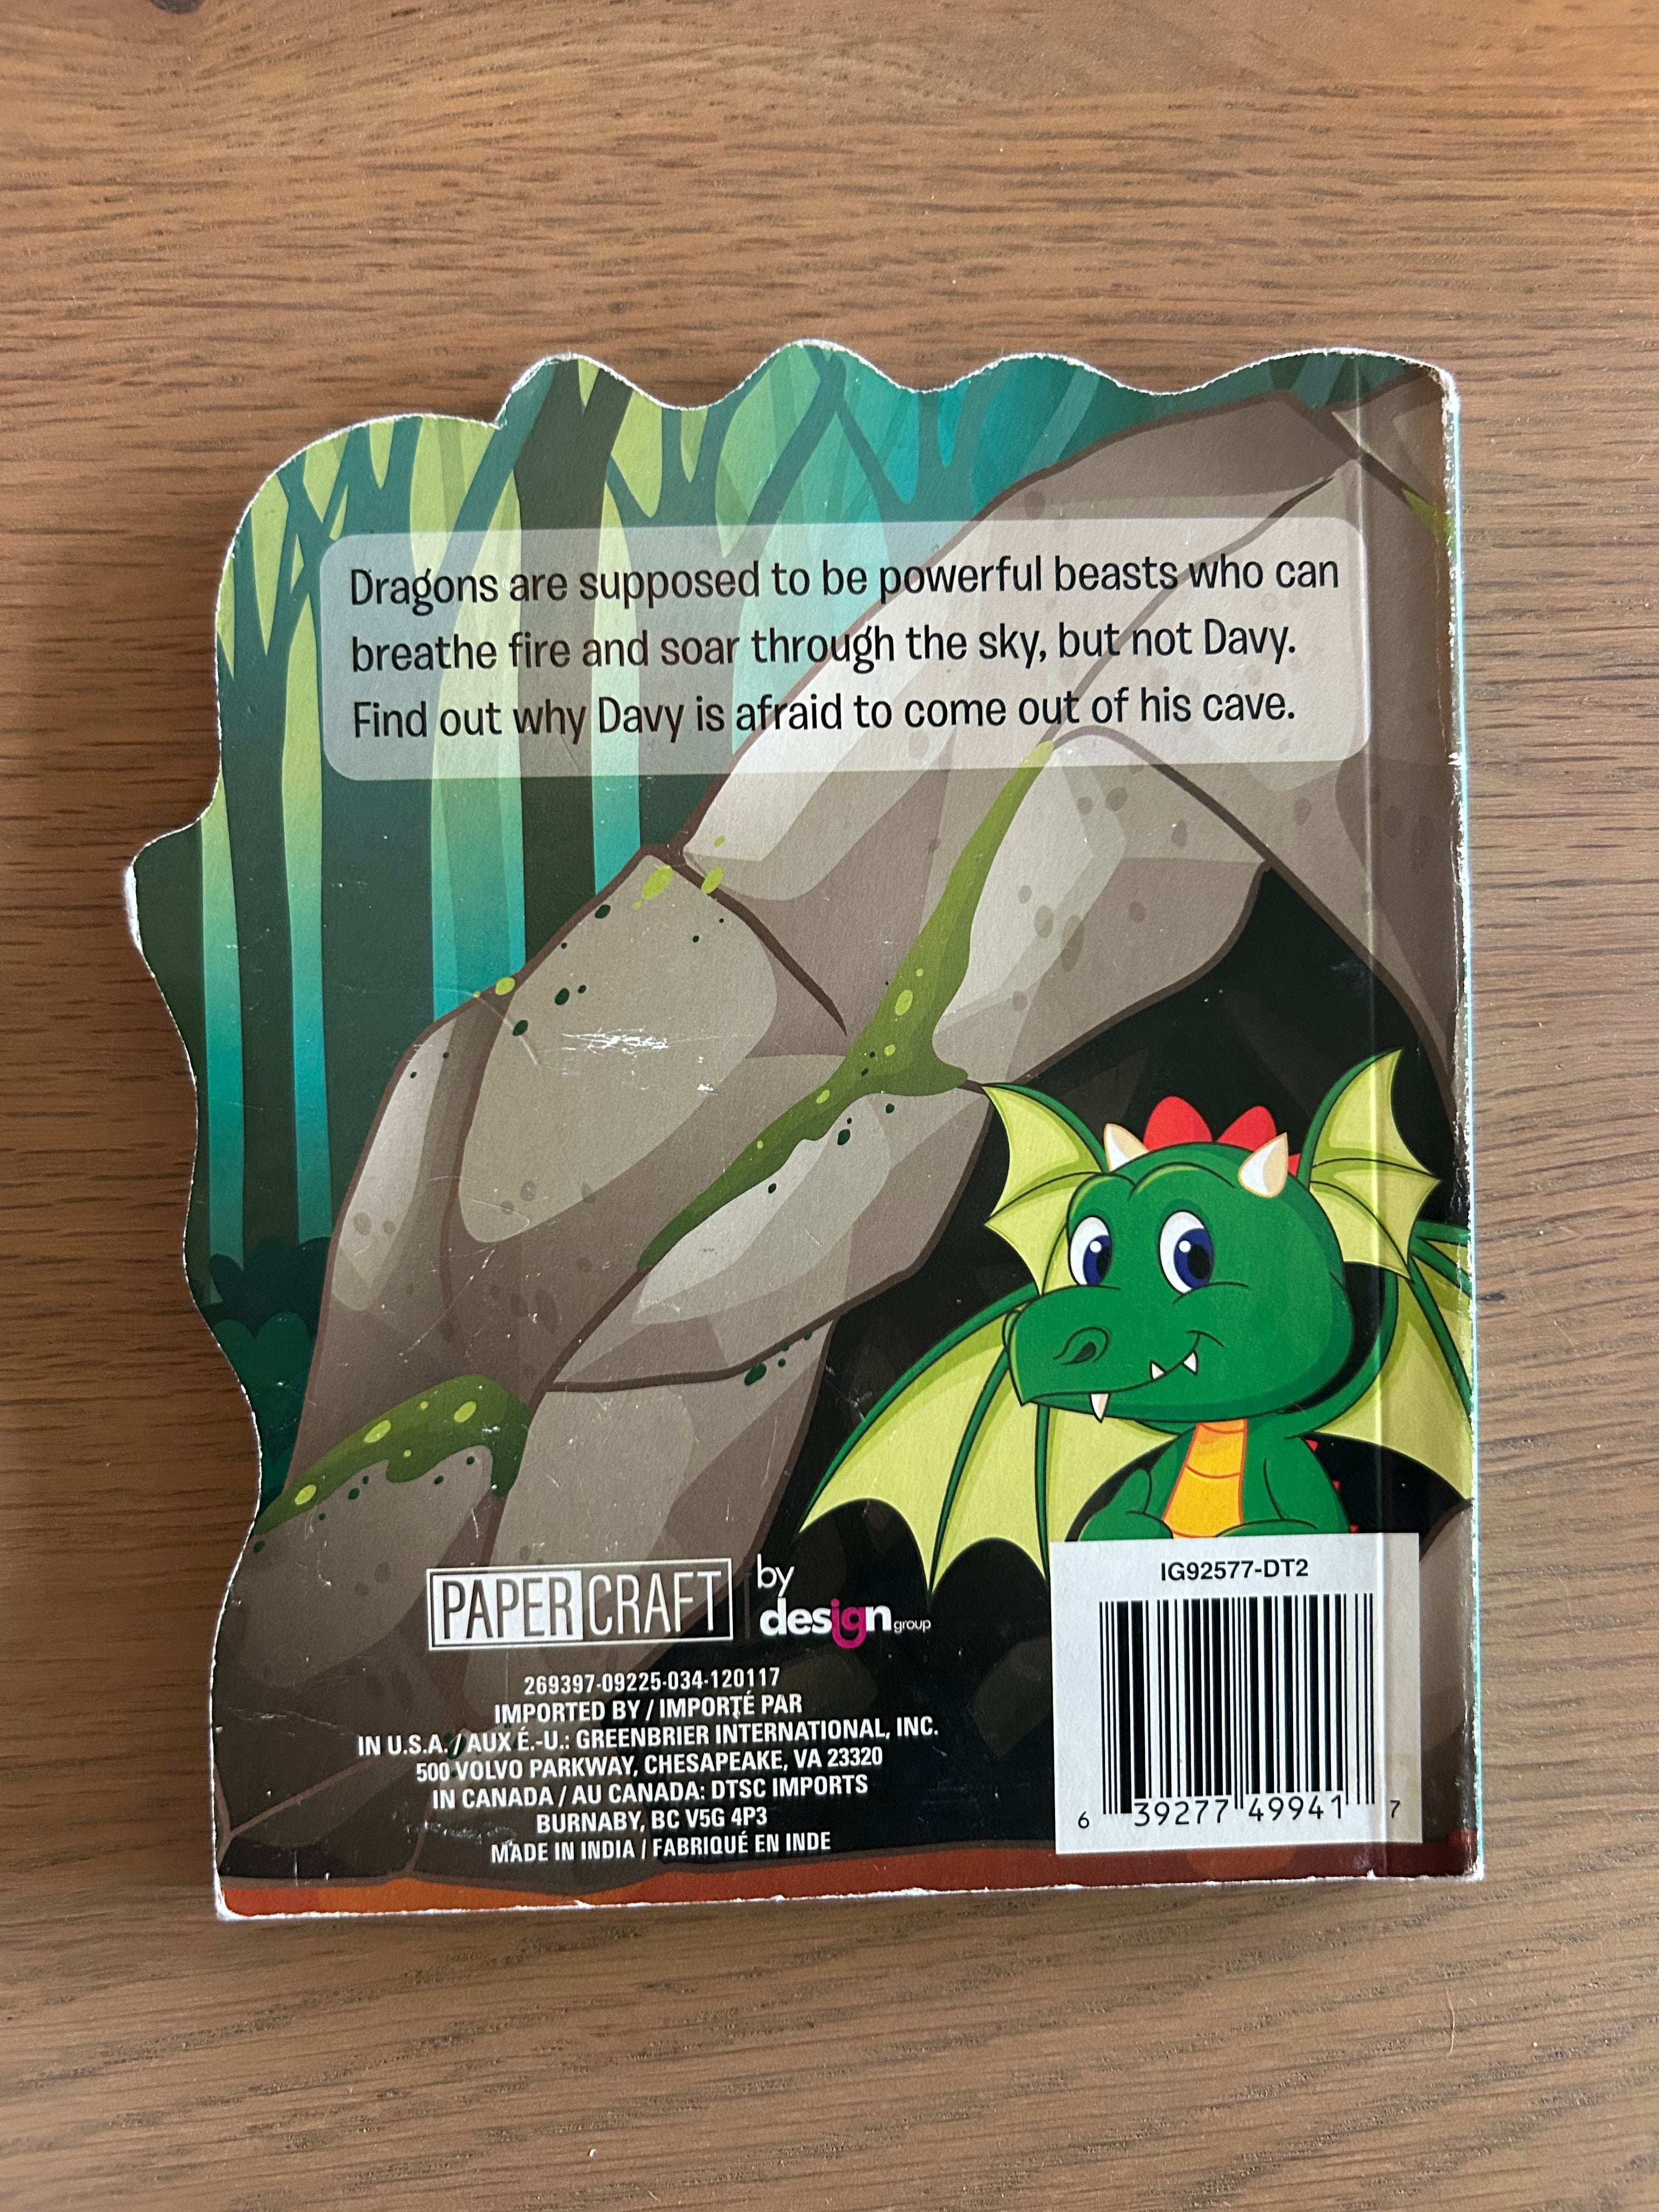 Dragons are supposed to be powerful beasts who can
breathe fire and soar through the sky, but not Davy.
Find out why Davy is afraid to come out of his cave.
PAPER CRAFT by
design group
269397-09225-034-120117
IMPORTED BY / IMPORTÉ PAR
IN U.S.A. / AUX É.-U.: GREENBRIER INTERNATIONAL, INC.
500 VOLVO PARKWAY, CHESAPEAKE, VA 23320
IN CANADA / AU CANADA: DTSC IMPORTS
BURNABY, BC V5G 4P3
MADE IN INDIA / FABRIQUÉ EN INDE
IG92577-DT2
6 39277 49941 7